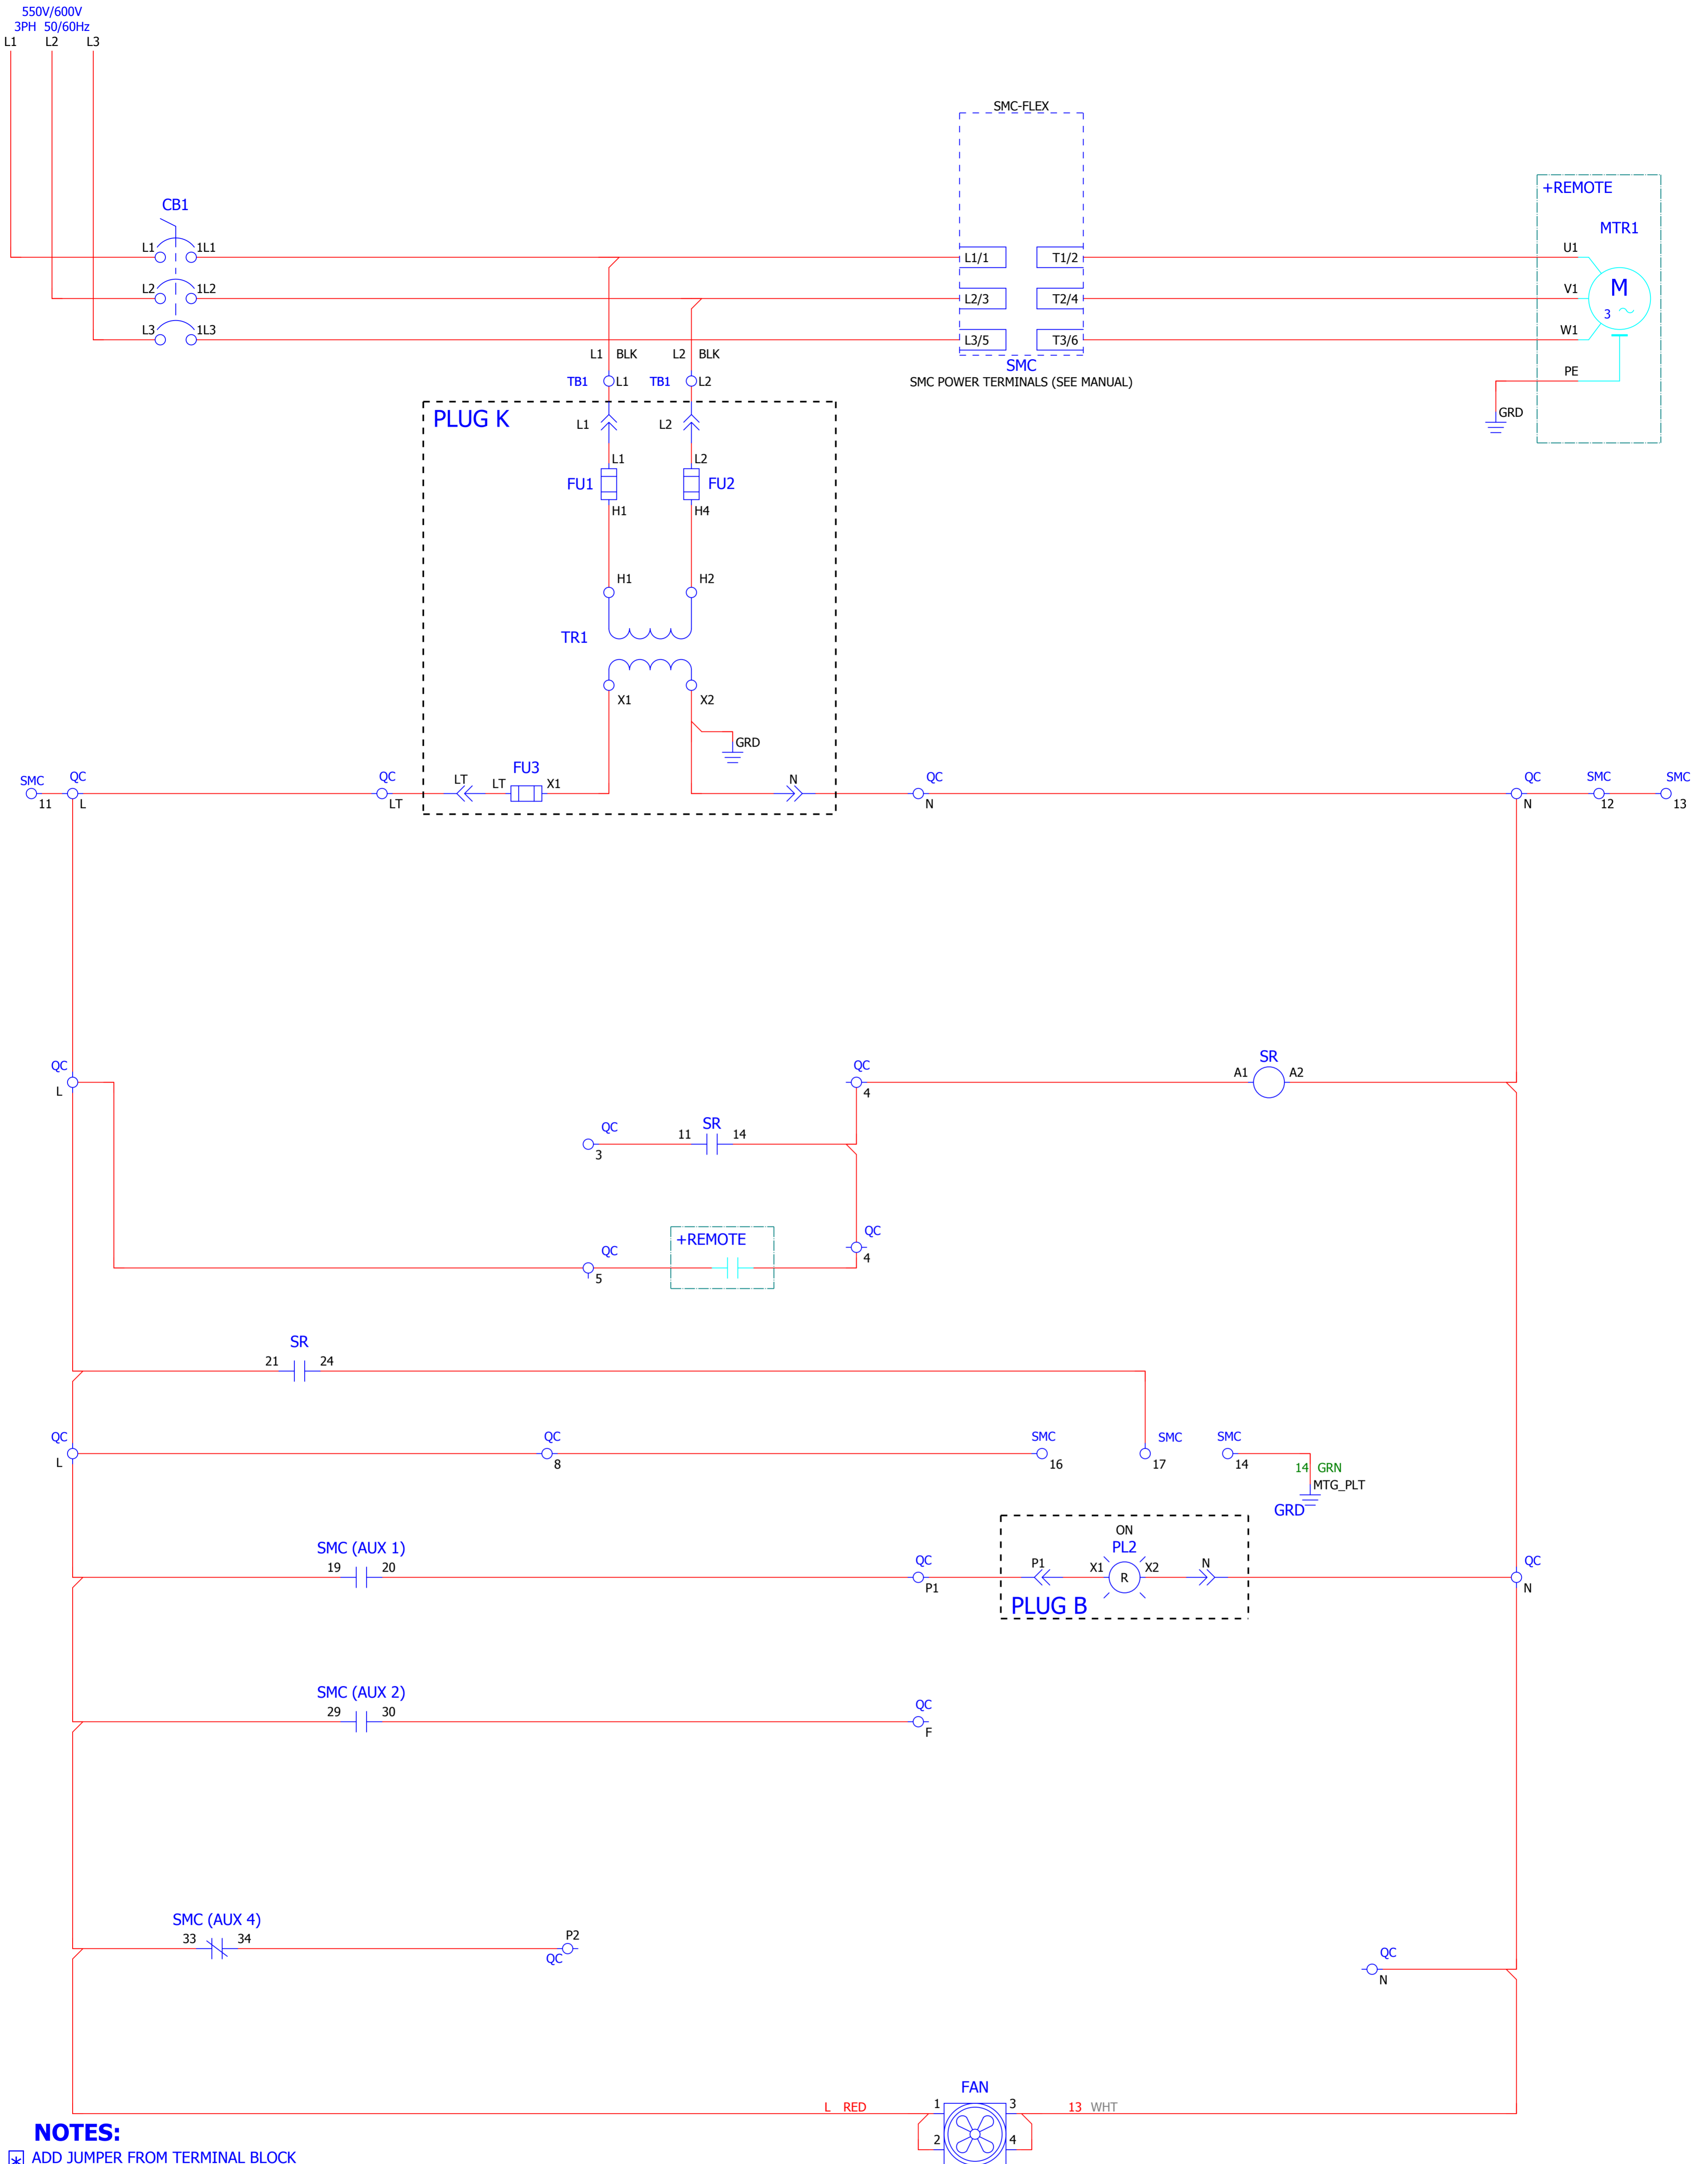 550V/600V
3PH 50/60Hz
L1 L2 L3
SMC-FLEX
+REMOTE
CB1
MTR1
L1 1L1
L1/1 T1/2
U1
L2 1L2
L2/3 T2/4
V1
M
3
L3 1L3
L3/5 T3/6
W1
L1 BLK L2 BLK
SMC
SMC POWER TERMINALS (SEE MANUAL)
PE
TB1 L1 TB1 L2
GRD
PLUG K
L1 L2
L1 L2
FU1 FU2
H1 H4
H1 H2
TR1
X1 X2
GRD
SMC QC QC LT LT FU3 X1 N QC QC SMC SMC
11 L LT N N 12 13
QC QC SR
L 4 A1 A2
QC SR
3 11 14
+REMOTE QC
QC 4
5
SR
21 24
QC QC SMC SMC SMC
L 8 16 17 14
14 GRN
MTG_PLT
GRD
ON
SMC (AUX 1) PL2
19 20 QC P1 X1 R X2 N QC
P1 N
PLUG B
SMC (AUX 2)
29 30 QC
F
SMC (AUX 4)
33 34 P2
QC
QC
N
FAN
L RED 1 3 13 WHT
2 4
NOTES:
* ADD JUMPER FROM TERMINAL BLOCK